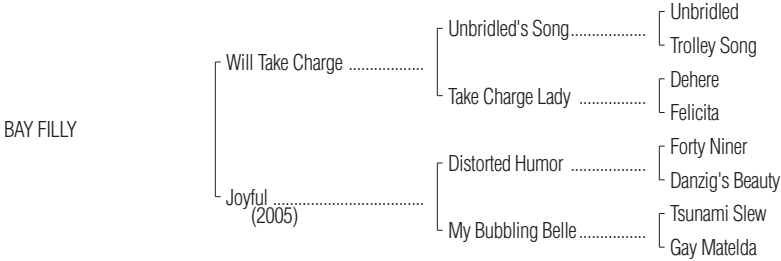 Unbridled
Unbridled's Song..................
Trolley Song
Will Take Charge ..................
Dehere
Take Charge Lady ................
Felicita
BAY FILLY
Forty Niner
Distorted Humor ..................
Danzig's Beauty
Joyful ....................................
(2005)
Tsunami Slew
My Bubbling Belle................
Gay Matelda